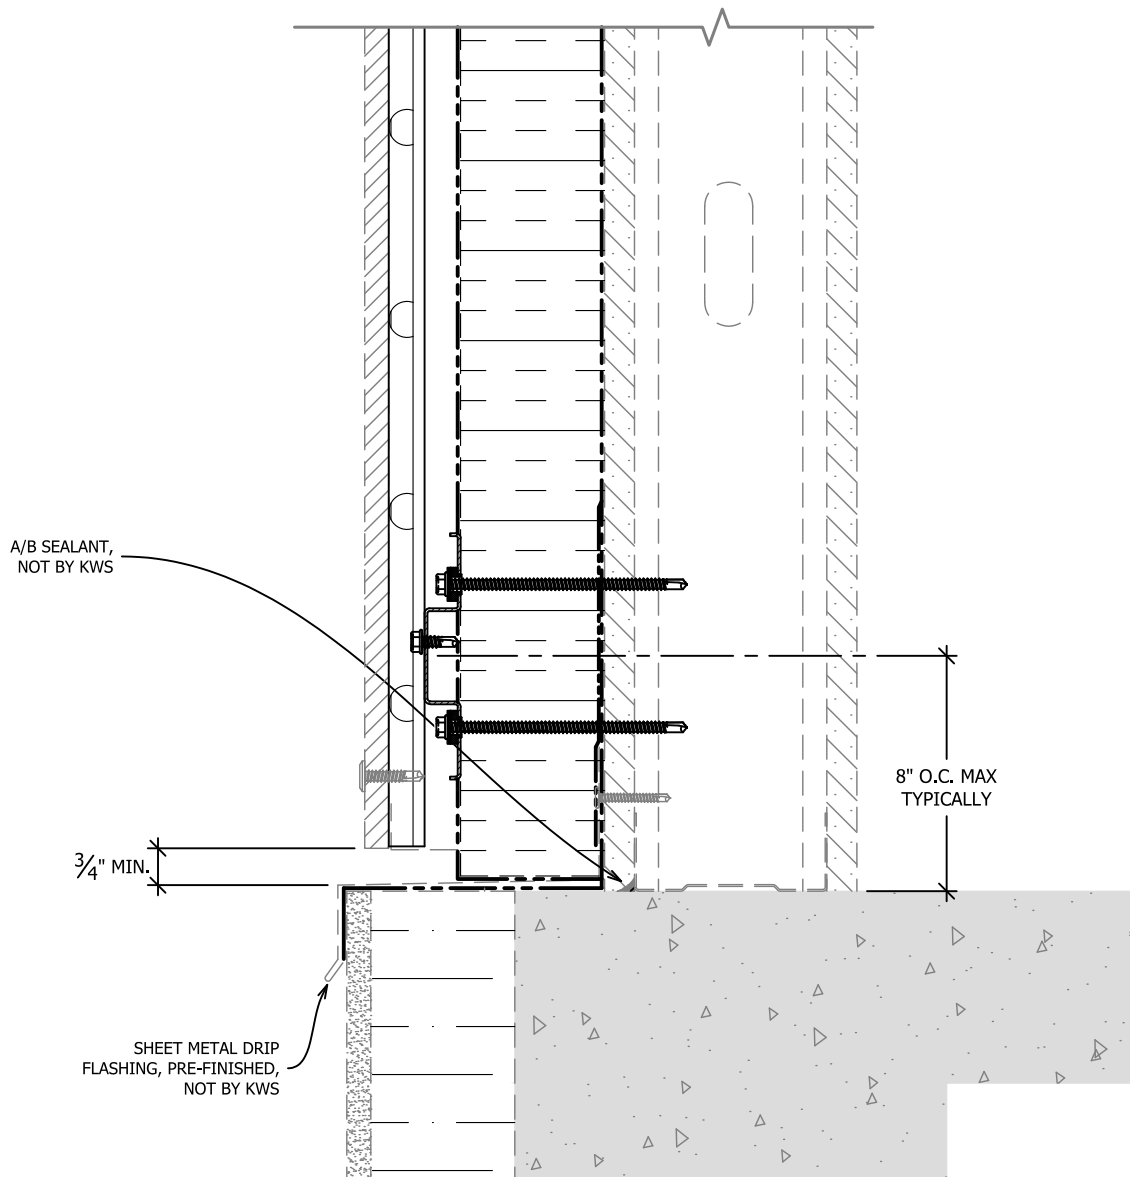 A/B SEALANT,
NOT BY KWS
8" O.C. MAX
TYPICALLY
3/4" MIN.
SHEET METAL DRIP
FLASHING, PRE-FINISHED,
NOT BY KWS